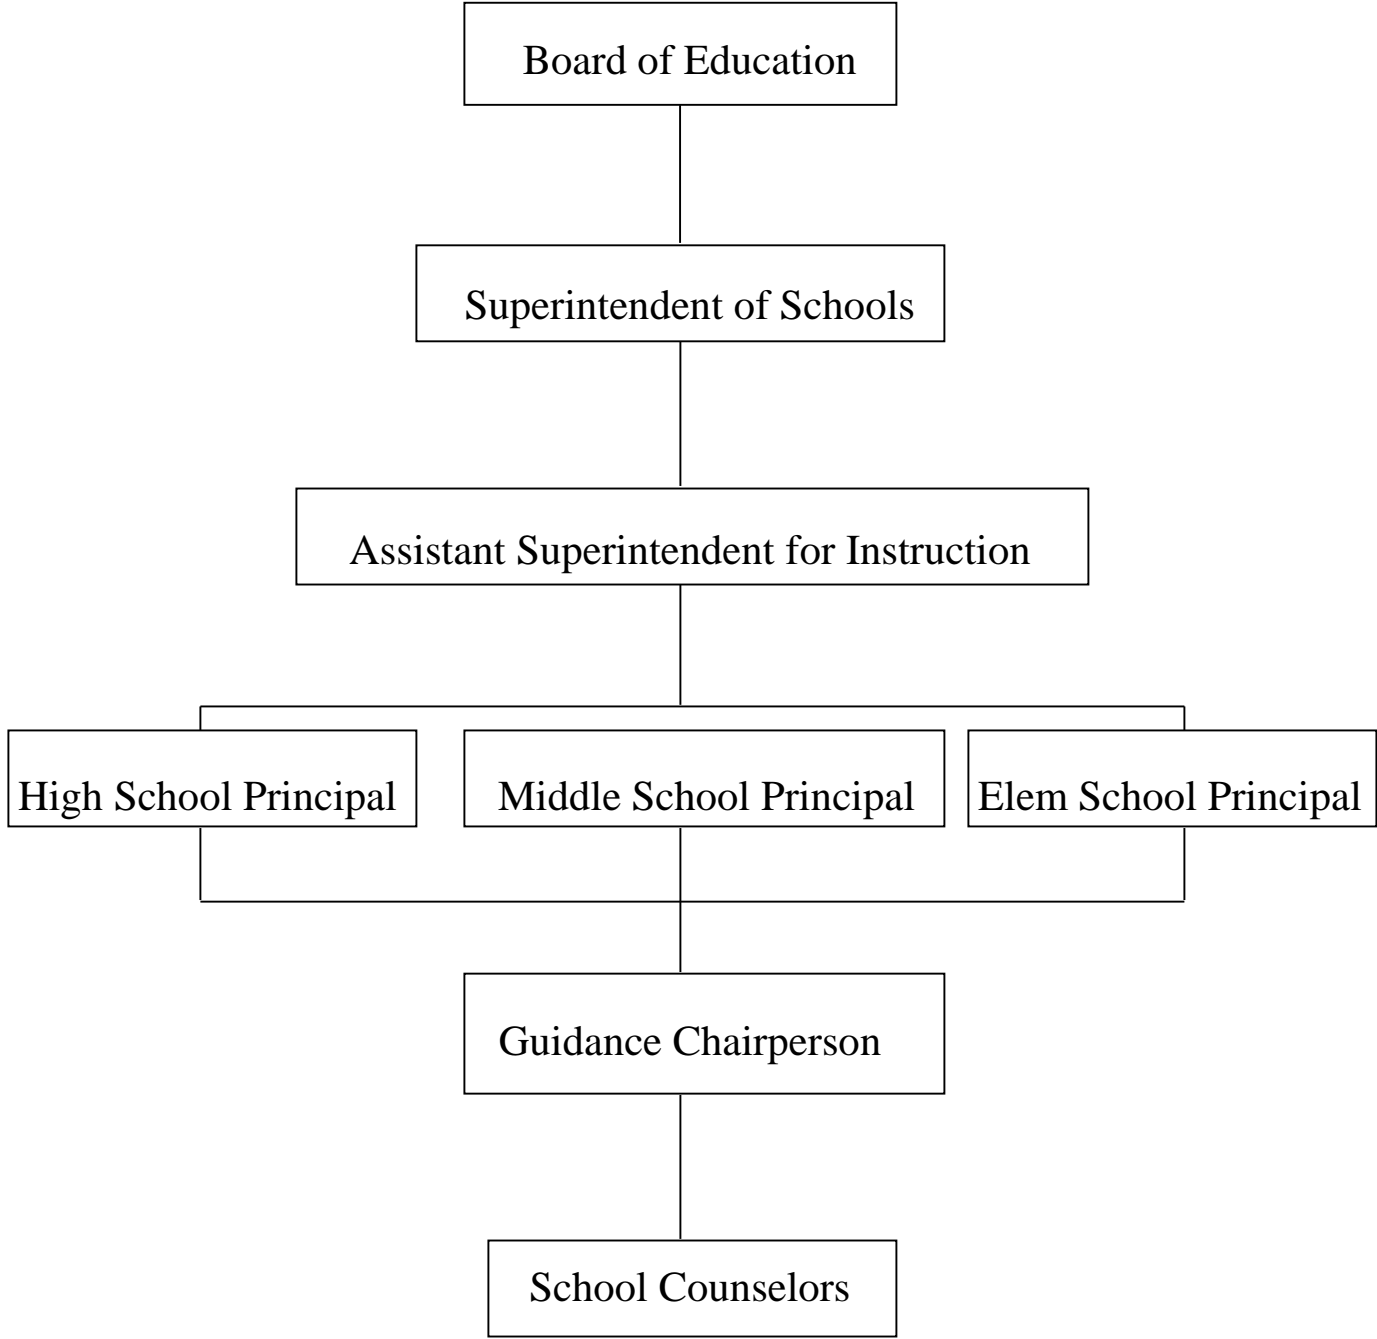 Board of Education
Superintendent of Schools
Assistant Superintendent for Instruction
High School Principal
Middle School Principal
Elem School Principal
Guidance Chairperson
School Counselors